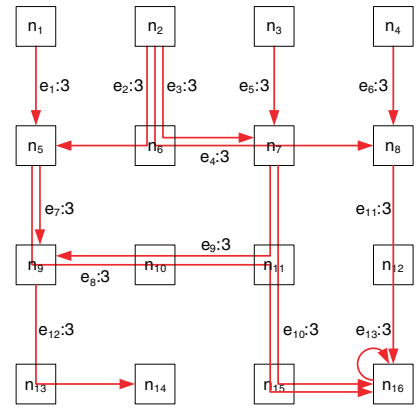 n₁ n₂ n₃ n₄
e₁:3 e₂:3 e₃:3 e₅:3 e₆:3
n₅ n₆ n₇ n₈
e₄:3
e₇:3 e₁₁:3
e₉:3
n₉ n₁₀ n₁₁ n₁₂
e₈:3
e₁₂:3 e₁₀:3 e₁₃:3
n₁₃ n₁₄ n₁₅ n₁₆